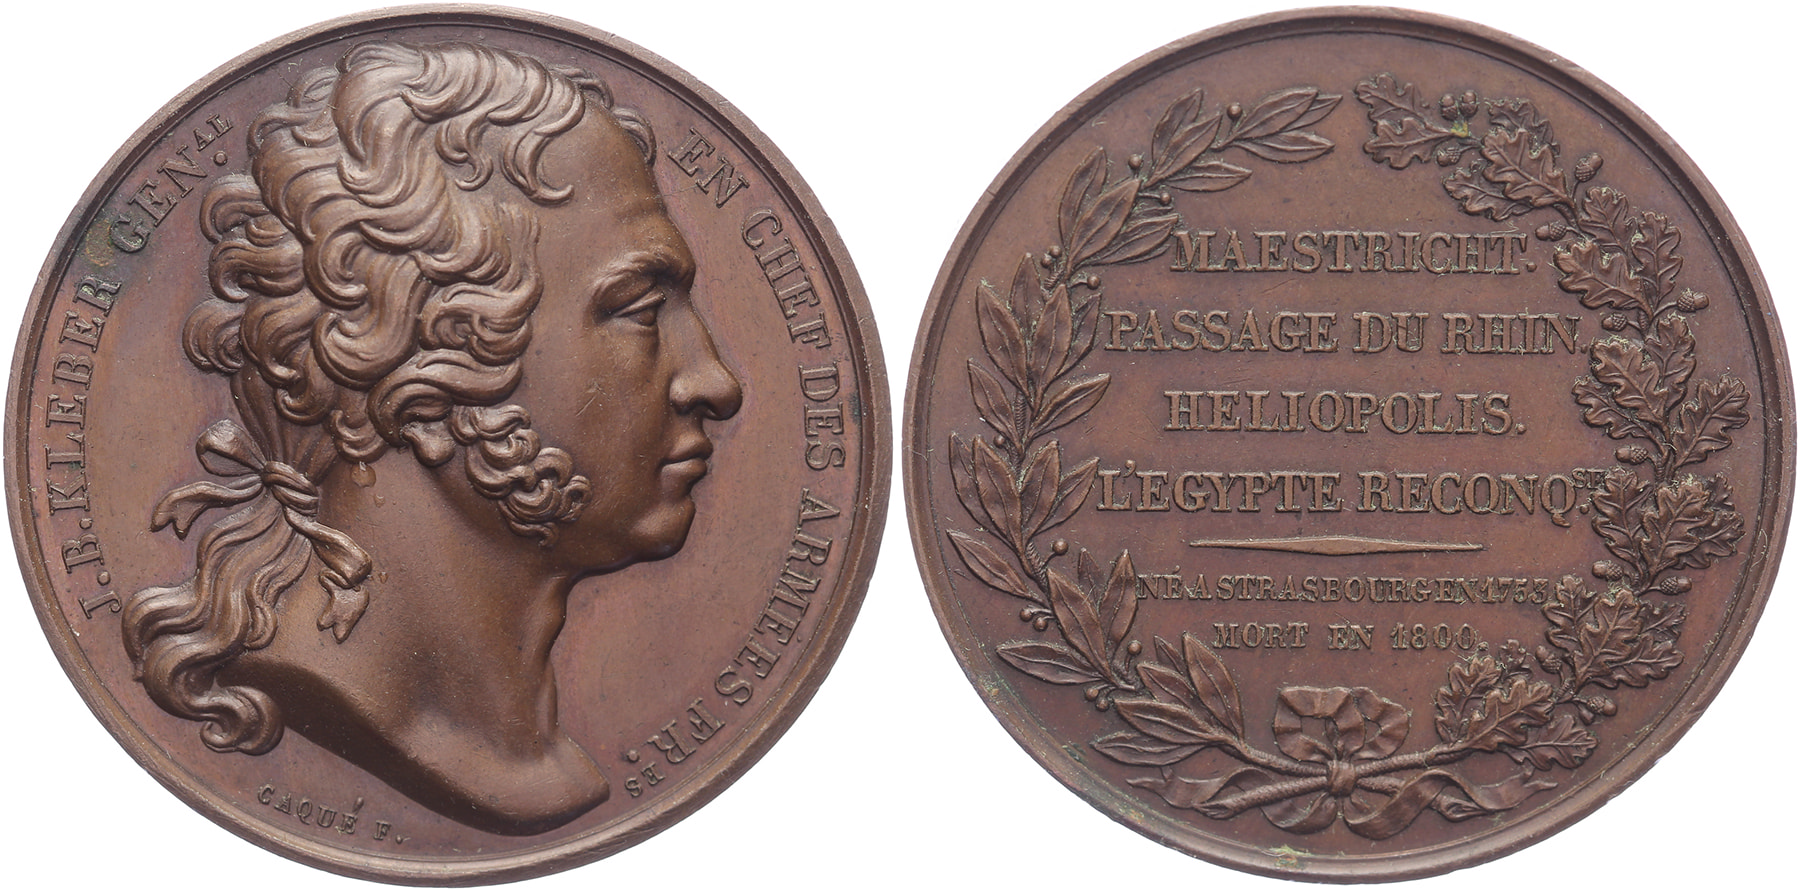 J.B.KLEBER GEN.AL EN CHEF DES ARMÉES FR.ES
CAQUÉ F.
MAESTRICHT.
PASSAGE DU RHIN.
HELIOPOLIS.
L'EGYPTE RECONQ.SE
NÉ A STRASBOURG EN 1753
MORT EN 1800.